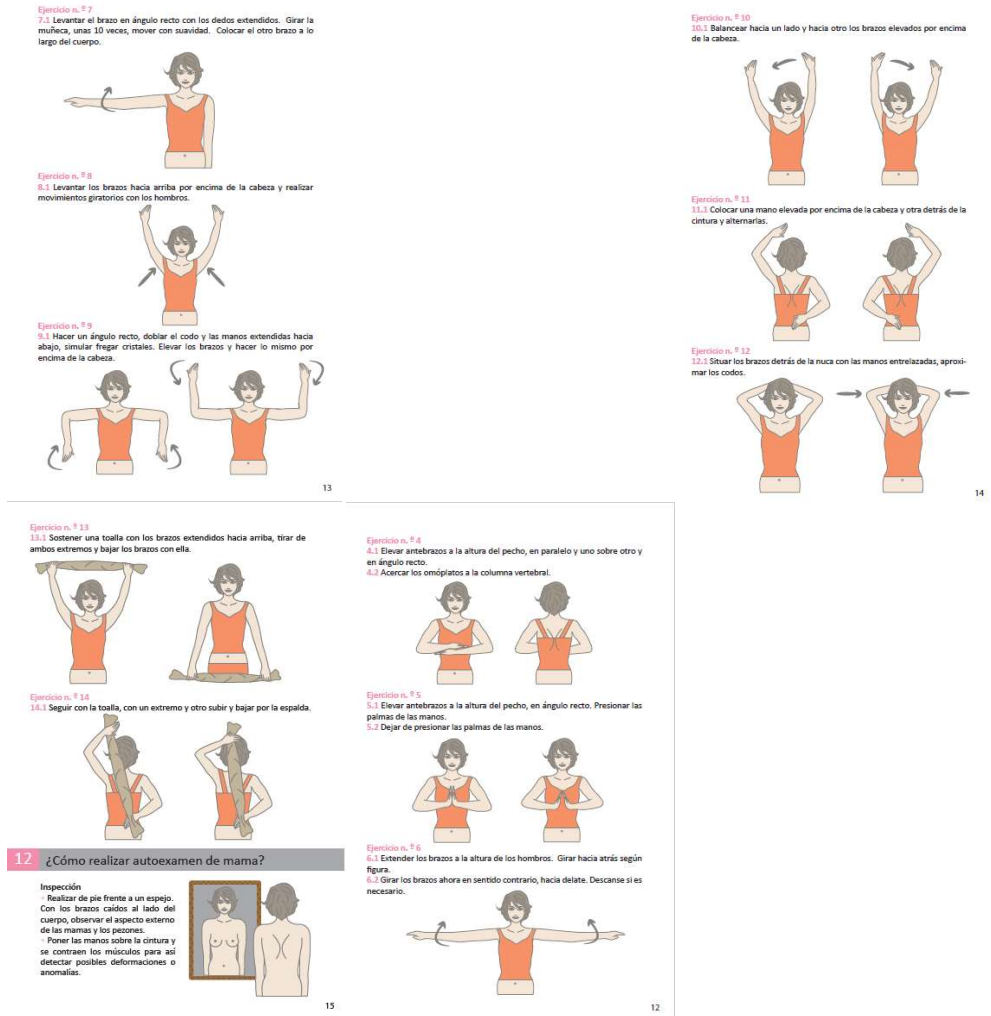 Ejercicio n. º 7
7.1 Levantar el brazo en ángulo recto con los dedos extendidos. Girar la
muñeca, unas 10 veces, mover con suavidad. Colocar el otro brazo a lo
largo del cuerpo.
Ejercicio n. º 8
8.1 Levantar los brazos hacia arriba por encima de la cabeza y realizar
movimientos giratorios con los hombros.
Ejercicio n. º 9
9.1 Hacer un ángulo recto, doblar el codo y las manos extendidas hacia
abajo, simular fregar cristales. Elevar los brazos y hacer lo mismo por
encima de la cabeza.
13
Ejercicio n. º 10
10.1 Balancear hacia un lado y hacia otro los brazos elevados por encima
de la cabeza.
Ejercicio n. º 11
11.1 Colocar una mano elevada por encima de la cabeza y otra detrás de la
cintura y alternarlas.
Ejercicio n. º 12
12.1 Situar los brazos detrás de la nuca con las manos entrelazadas, aproxi-
mar los codos.
14
Ejercicio n. º 13
13.1 Sostener una toalla con los brazos extendidos hacia arriba, tirar de
ambos extremos y bajar los brazos con ella.
Ejercicio n. º 14
14.1 Seguir con la toalla, con un extremo y otro subir y bajar por la espalda.
12 ¿Cómo realizar autoexamen de mama?
Inspección
◦ Realizar de pie frente a un espejo.
Con los brazos caídos al lado del
cuerpo, observar el aspecto externo
de las mamas y los pezones.
◦ Poner las manos sobre la cintura y
se contraen los músculos para así
detectar posibles deformaciones o
anomalías.
15
Ejercicio n. º 4
4.1 Elevar antebrazos a la altura del pecho, en paralelo y uno sobre otro y
en ángulo recto.
4.2 Acercar los omóplatos a la columna vertebral.
Ejercicio n. º 5
5.1 Elevar antebrazos a la altura del pecho, en ángulo recto. Presionar las
palmas de las manos.
5.2 Dejar de presionar las palmas de las manos.
Ejercicio n. º 6
6.1 Extender los brazos a la altura de los hombros. Girar hacia atrás según
figura.
6.2 Girar los brazos ahora en sentido contrario, hacia delate. Descanse si es
necesario.
12